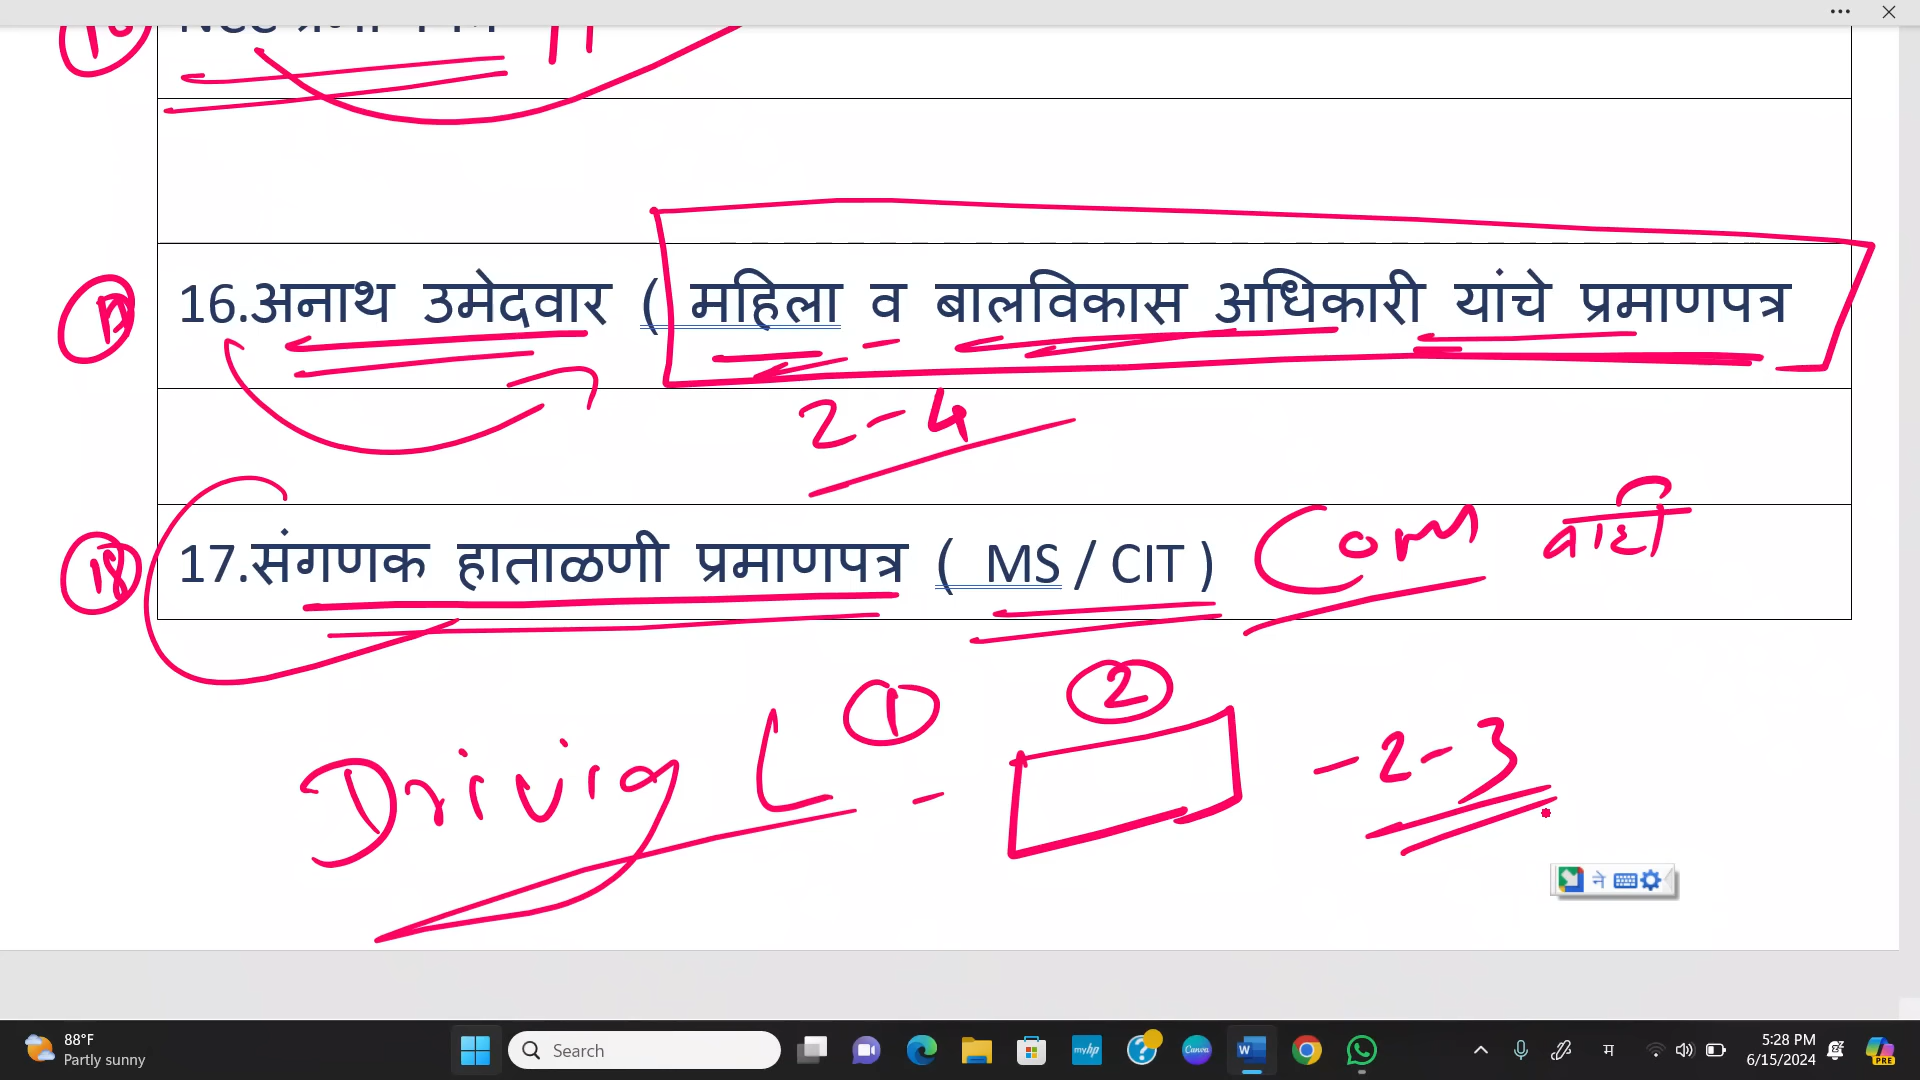 16.अनाथ उमेदवार ( महिला व बालविकास अधिकारी यांचे प्रमाणपत्र
2-4
18
17.संगणक हाताळणी प्रमाणपत्र ( MS / CIT )
1
2
Driving L - - 2-3
88°F
Partly sunny
Search
5:28 PM
6/15/2024